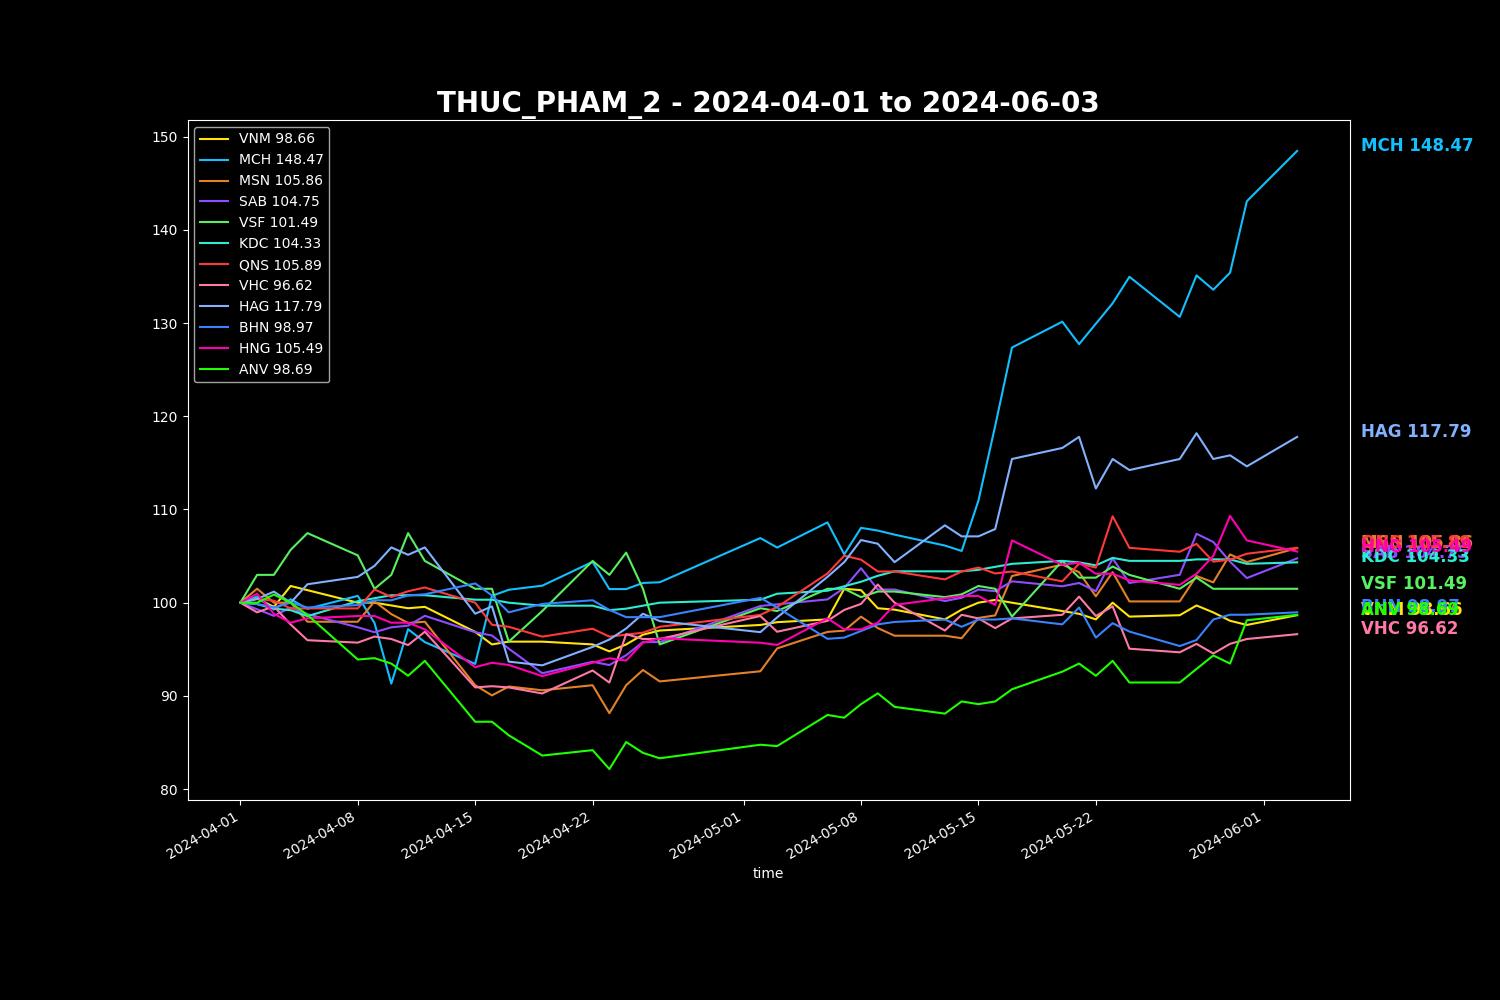 THUC_PHAM_2 - 2024-04-01 to 2024-06-03
150
140
130
120
110
100
90
80
VNM 98.66
MCH 148.47
MSN 105.86
SAB 104.75
VSF 101.49
KDC 104.33
QNS 105.89
VHC 96.62
HAG 117.79
BHN 98.97
HNG 105.49
ANV 98.69
MCH 148.47
HAG 117.79
KDC 104.33
VSF 101.49
VHC 96.62
2024-04-01
2024-04-08
2024-04-15
2024-04-22
2024-05-01
2024-05-08
2024-05-15
2024-05-22
2024-06-01
time